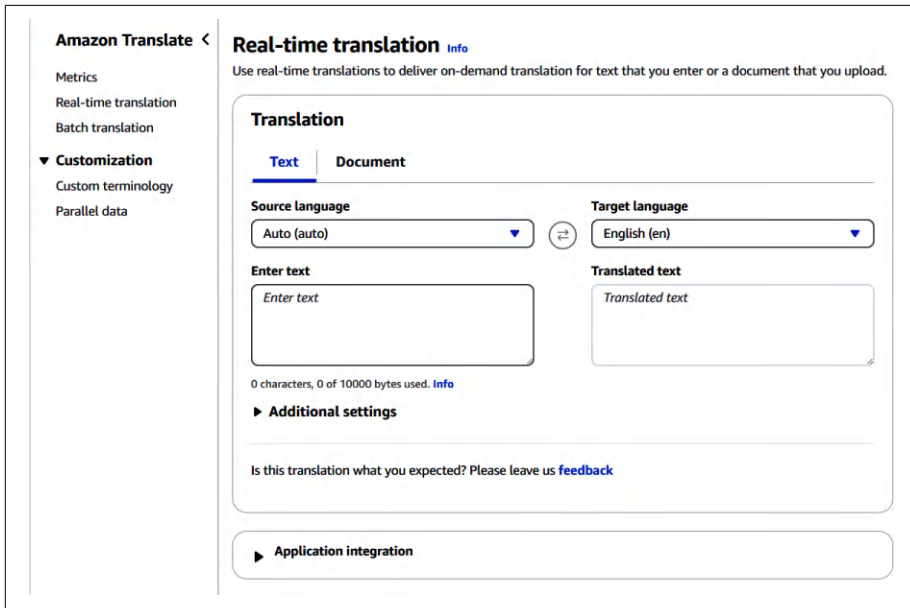 Amazon Translate
Metrics
Real-time translation
Batch translation
Customization
Custom terminology
Parallel data
Real-time translation Info
Use real-time translations to deliver on-demand translation for text that you enter or a document that you upload.
Translation
Text Document
Source language Target language
Auto (auto) English (en)
Enter text Translated text
Enter text Translated text
0 characters, 0 of 10000 bytes used. Info
Additional settings
Is this translation what you expected? Please leave us feedback
Application integration